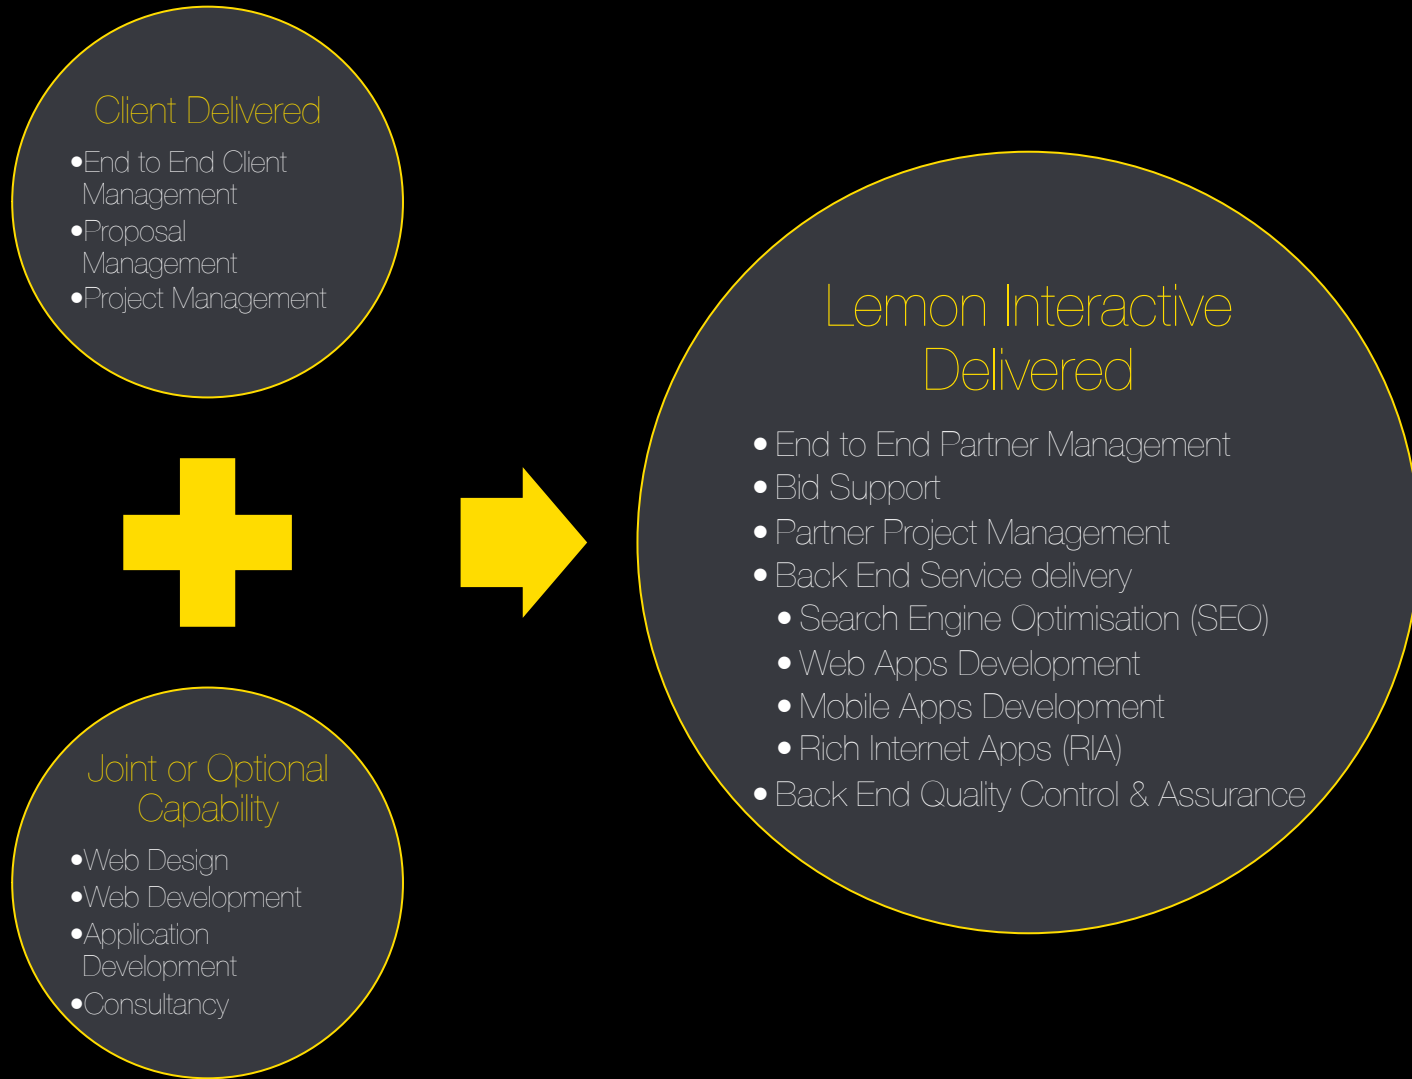 Client Delivered
•End to End Client
Management
•Proposal
Management
•Project Management
Joint or Optional
Capability
•Web Design
•Web Development
•Application
Development
•Consultancy
Lemon Interactive
Delivered
• End to End Partner Management
• Bid Support
• Partner Project Management
• Back End Service delivery
• Search Engine Optimisation (SEO)
• Web Apps Development
• Mobile Apps Development
• Rich Internet Apps (RIA)
• Back End Quality Control & Assurance